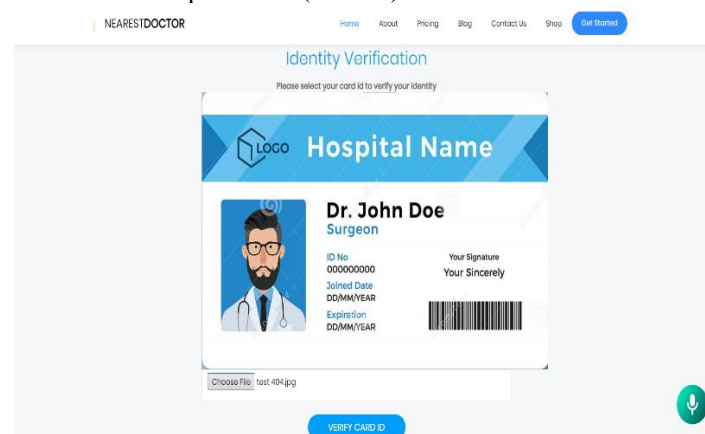 NEARESTDOCTOR
Home About Pricing Blog Contact Us Shop Get Started
Identity Verification
Please select your card id to verify your identity
LOGO Hospital Name
Dr. John Doe
Surgeon
ID No
000000000
Joined Date
DD/MM/YEAR
Expiration
DD/MM/YEAR
Your Signature
Your Sincerely
Choose File test 404.jpg
VERIFY CARD ID